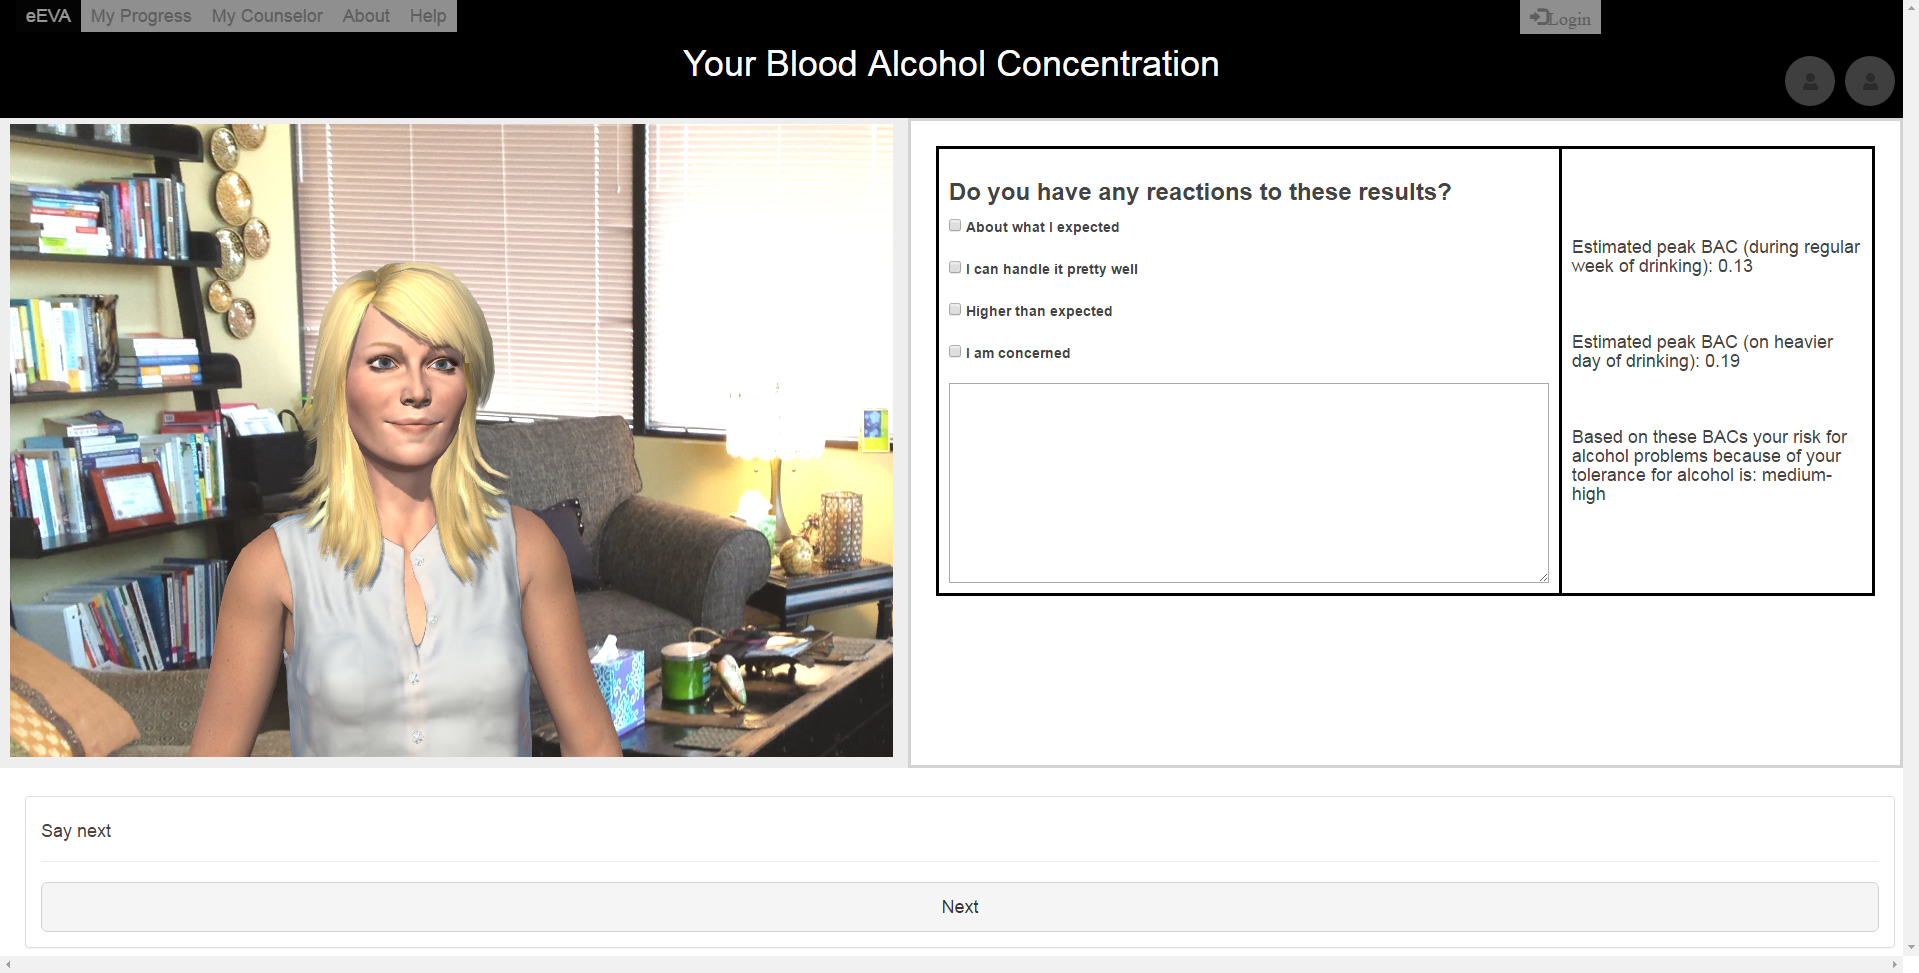 eEVA My Progress My Counselor About Help
Login
Your Blood Alcohol Concentration
Do you have any reactions to these results?
About what I expected
I can handle it pretty well
Higher than expected
I am concerned
Estimated peak BAC (during regular
week of drinking): 0.13
Estimated peak BAC (on heavier
day of drinking): 0.19
Based on these BACs your risk for
alcohol problems because of your
tolerance for alcohol is: medium-
high
Say next
Next